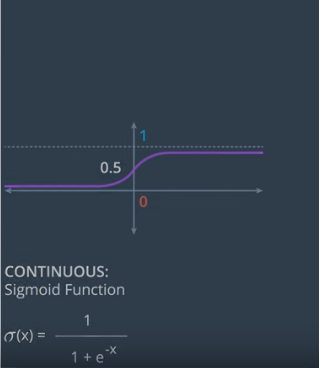 1
0.5
0
CONTINUOUS:
Sigmoid Function
σ(x) = 1 / 1 + e^-x